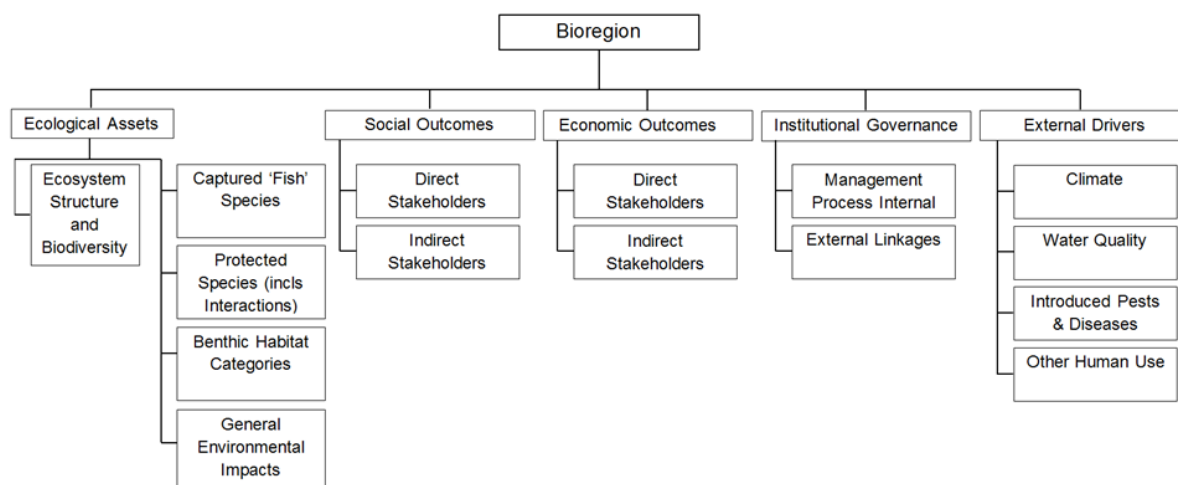 Bioregion
Ecological Assets
Social Outcomes
Economic Outcomes
Institutional Governance
External Drivers
Ecosystem
Structure
and
Biodiversity
Captured ‘Fish’
Species
Protected
Species (incls
Interactions)
Benthic Habitat
Categories
General
Environmental
Impacts
Direct
Stakeholders
Indirect
Stakeholders
Direct
Stakeholders
Indirect
Stakeholders
Management
Process Internal
External Linkages
Climate
Water Quality
Introduced Pests
& Diseases
Other Human Use